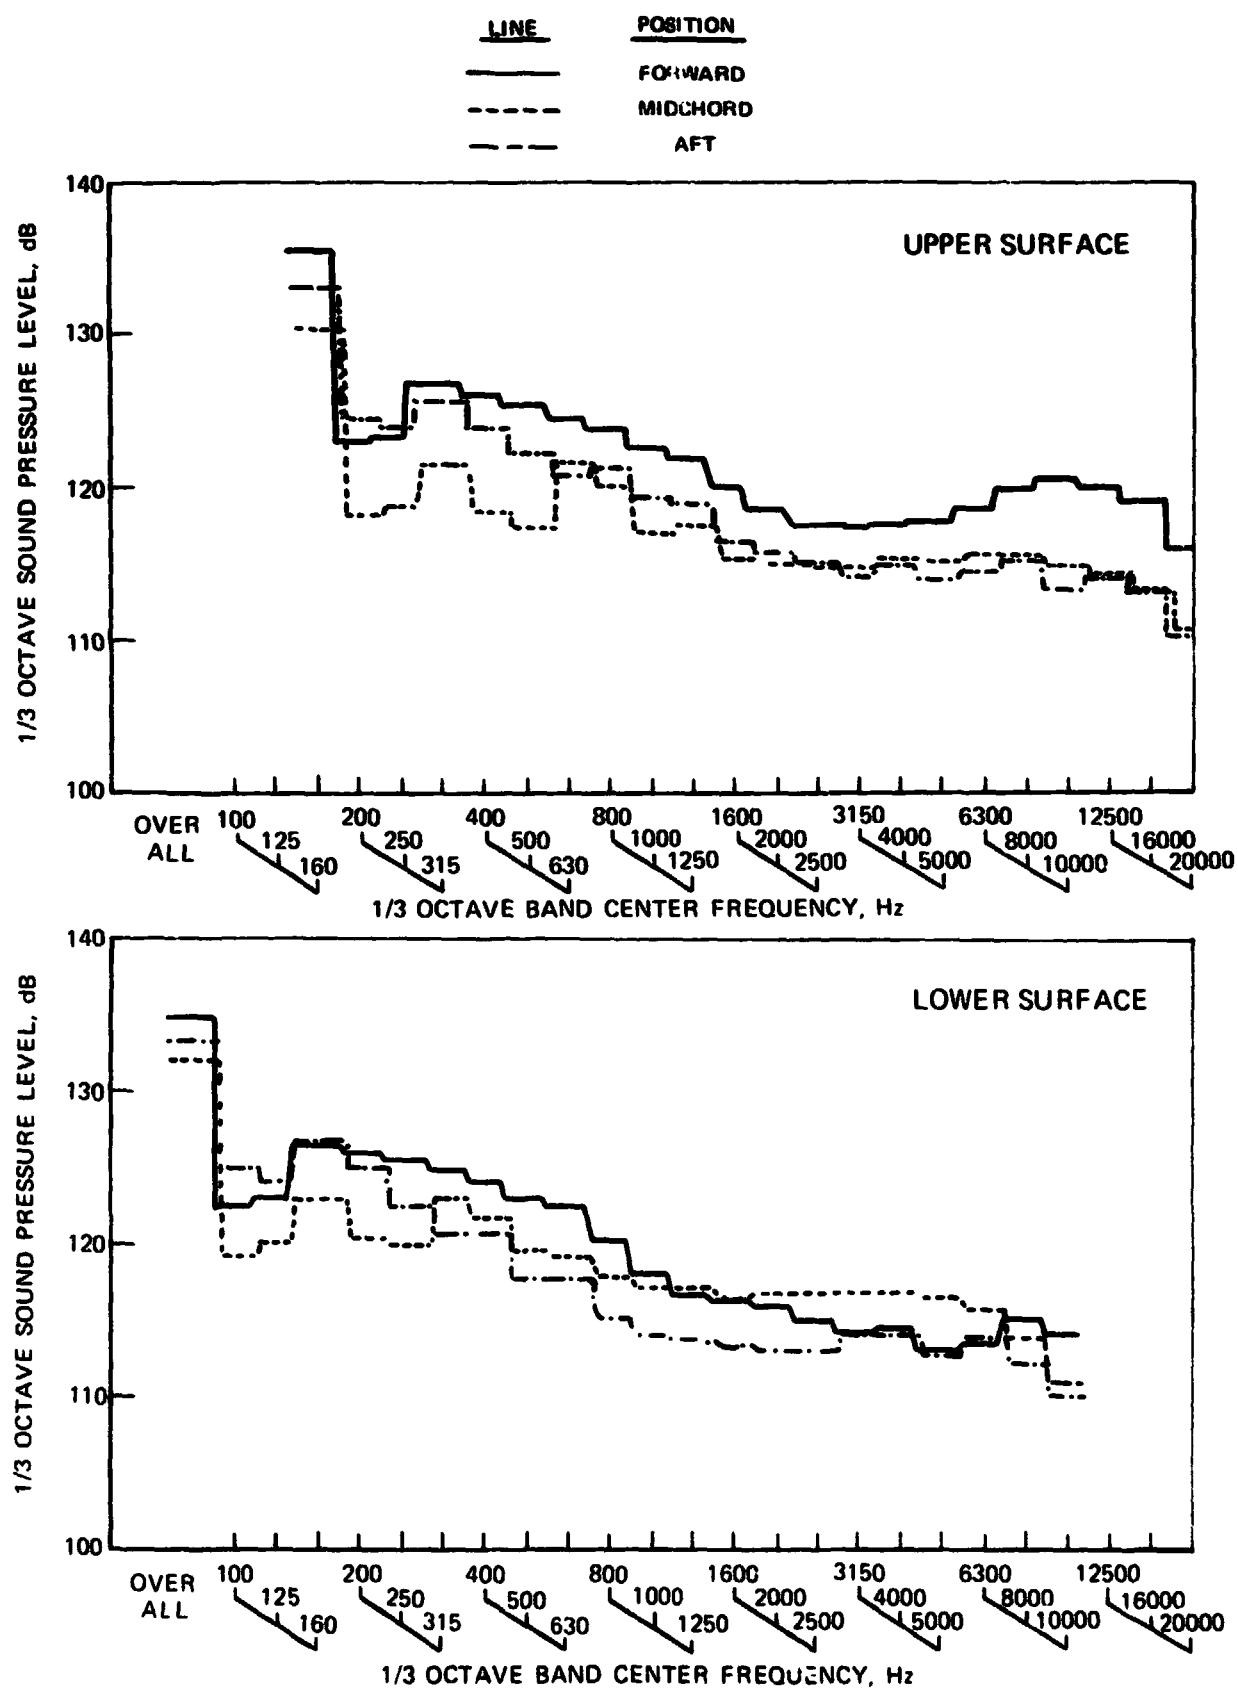 LINE POSITION
FORWARD
MIDCHORD
AFT
140
130
120
110
100
1/3 OCTAVE SOUND PRESSURE LEVEL, dB
UPPER SURFACE
OVER ALL
100 200 400 800 1600 3150 6300 12500
125 250 500 1000 2000 4000 8000 16000
160 315 630 1250 2500 5000 10000 20000
1/3 OCTAVE BAND CENTER FREQUENCY, Hz
140
130
120
110
100
1/3 OCTAVE SOUND PRESSURE LEVEL, dB
LOWER SURFACE
OVER ALL
100 200 400 800 1600 3150 6300 12500
125 250 500 1000 2000 4000 8000 16000
160 315 630 1250 2500 5000 10000 20000
1/3 OCTAVE BAND CENTER FREQUENCY, Hz